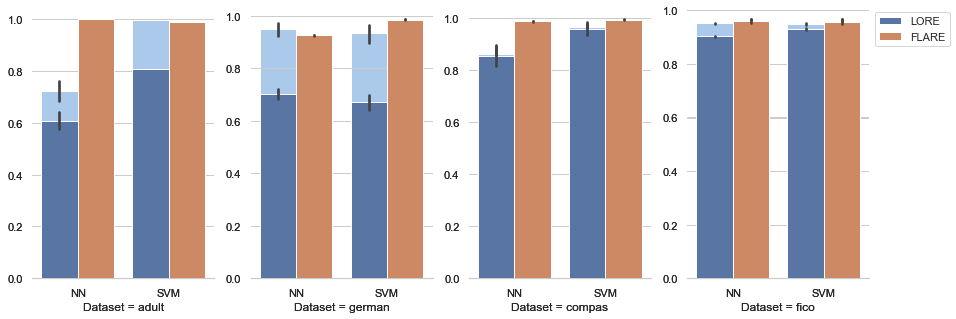 1.0
0.8
0.6
0.4
0.2
0.0
NN
SVM
Dataset = adult
1.0
0.8
0.6
0.4
0.2
0.0
NN
SVM
Dataset = german
1.0
0.8
0.6
0.4
0.2
0.0
NN
SVM
Dataset = compas
1.0
0.8
0.6
0.4
0.2
0.0
NN
SVM
Dataset = fico
LORE
FLARE